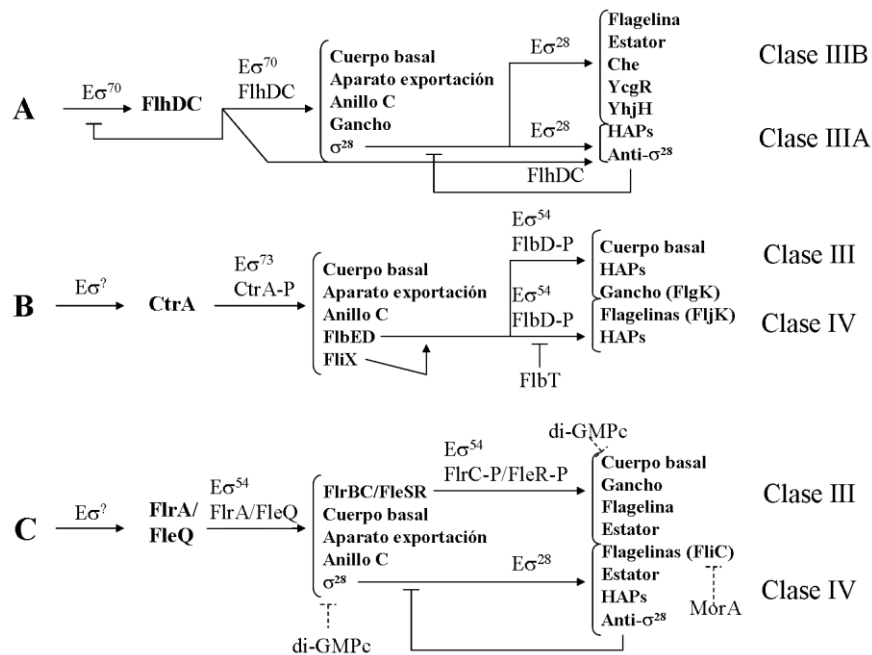 A
Eσ⁷⁰
FlhDC
Eσ⁷⁰
FlhDC
Cuerpo basal
Aparato exportación
Anillo C
Gancho
σ²⁸
Eσ²⁸
Eσ²⁸
FlhDC
Flagelina
Estator
Che
YcgR
YhjH
HAPs
Anti-σ²⁸
Clase IIIB
Clase IIIA
B
Eσ?
CtrA
Eσ⁷³
CtrA-P
Cuerpo basal
Aparato exportación
Anillo C
FlbED
FliX
Eσ⁵⁴
FlbD-P
Eσ⁵⁴
FlbD-P
FlbT
Cuerpo basal
HAPs
Gancho (FlgK)
Flagelinas (FljK)
HAPs
Clase III
Clase IV
C
Eσ?
FlrA/
FleQ
Eσ⁵⁴
FlrA/FleQ
FlrBC/FleSR
Cuerpo basal
Aparato exportación
Anillo C
σ²⁸
di-GMPc
Eσ⁵⁴
FlrC-P/FleR-P
Eσ²⁸
di-GMPc
Cuerpo basal
Gancho
Flagelina
Estator
Flagelinas (FliC)
Estator
HAPs
Anti-σ²⁸
MorA
Clase III
Clase IV